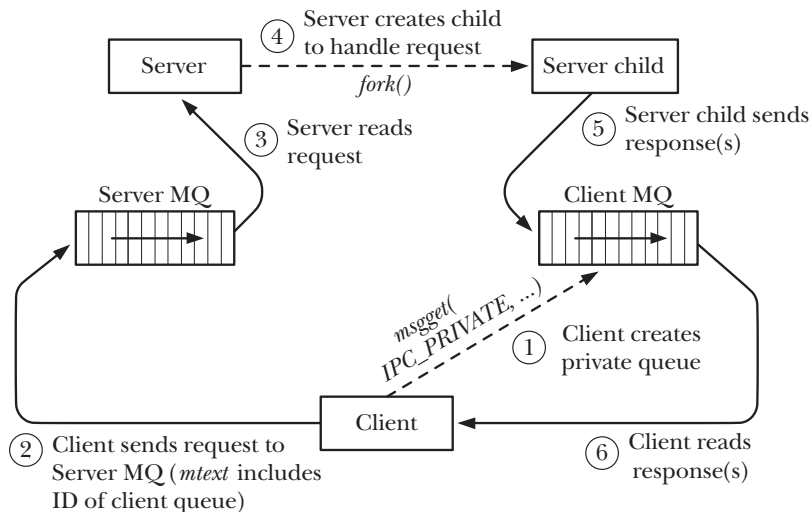 4 Server creates child
to handle request
Server
fork()
Server child
3 Server reads
request
5 Server child sends
response(s)
Server MQ
Client MQ
msgget(
IPC_PRIVATE, ...)
1 Client creates
private queue
Client
2 Client sends request to
Server MQ (mtext includes
ID of client queue)
6 Client reads
response(s)